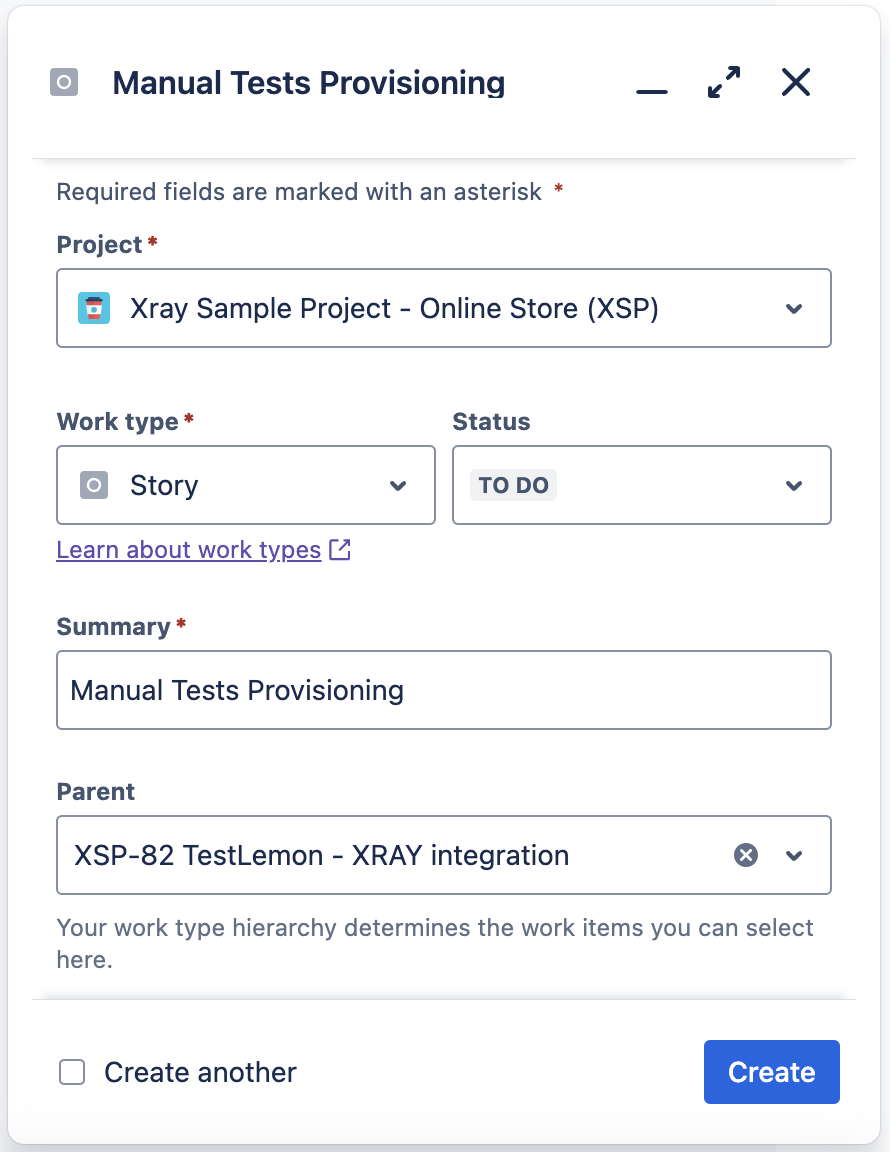 Manual Tests Provisioning
Required fields are marked with an asterisk *
Project *
Xray Sample Project - Online Store (XSP)
Work type *
Status
Story
TO DO
Learn about work types
Summary *
Manual Tests Provisioning
Parent
XSP-82 TestLemon - XRAY integration
Your work type hierarchy determines the work items you can select
here.
Create another
Create